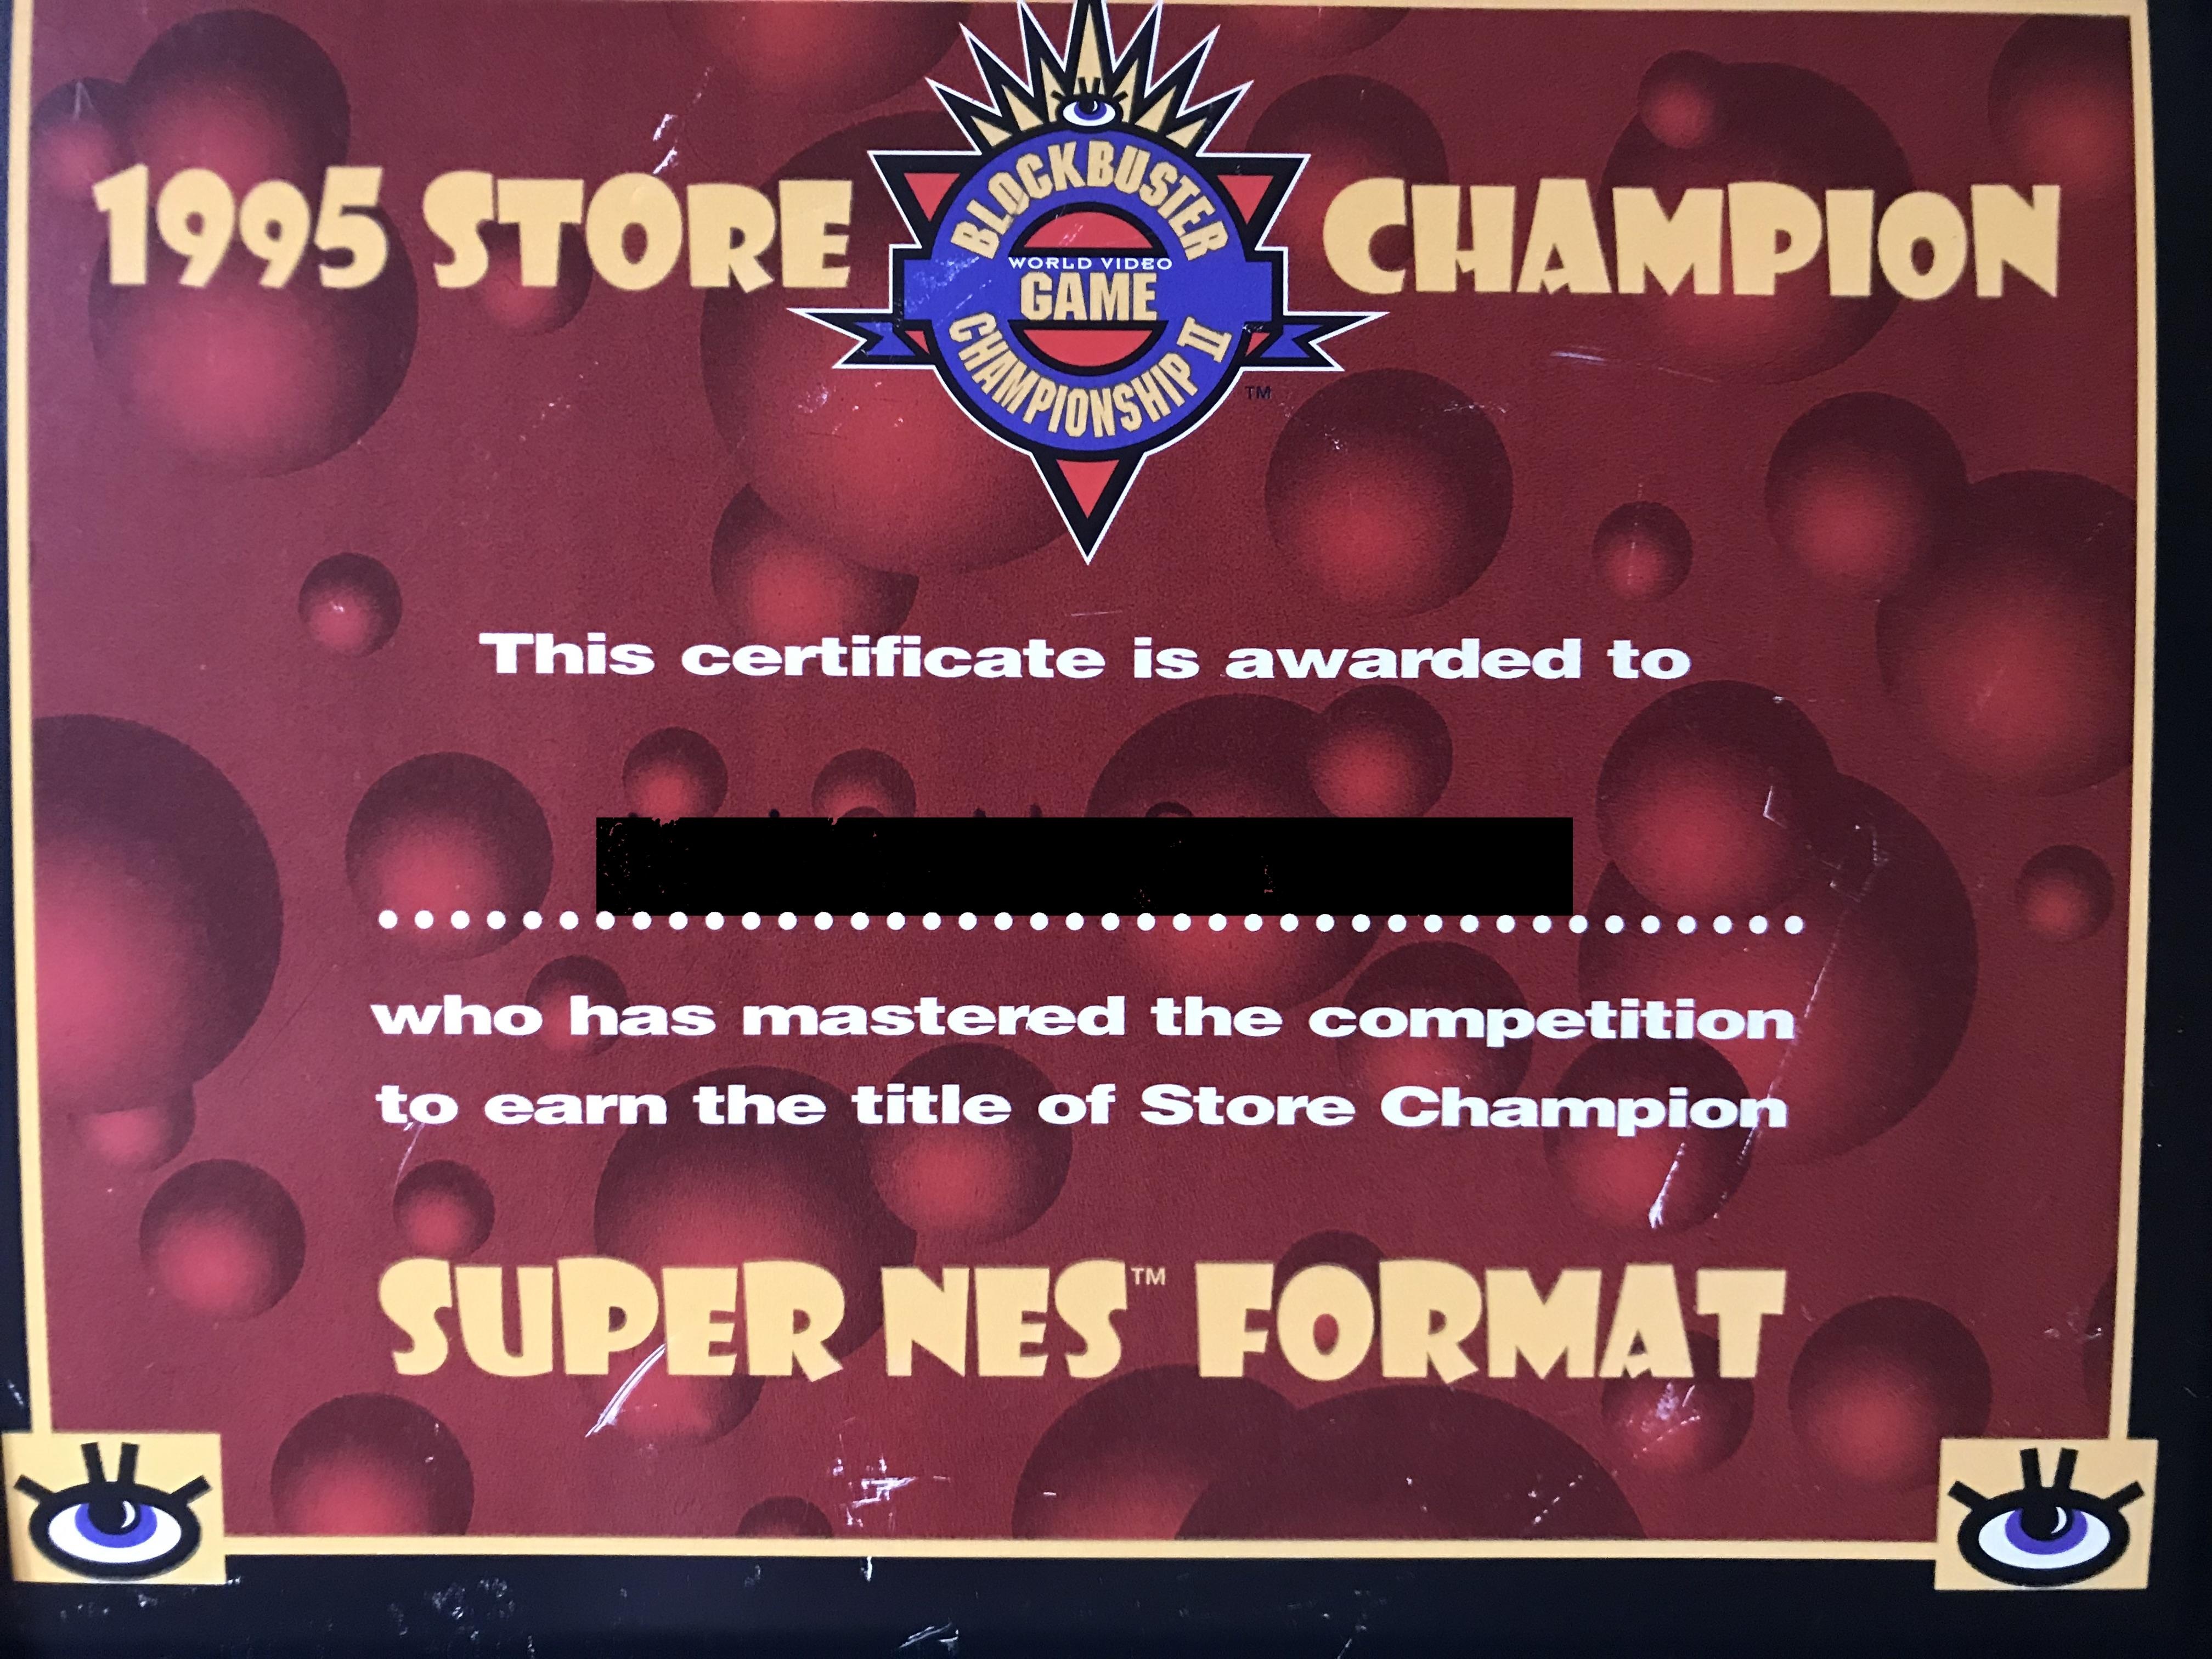 1995 STORE CHAMPION
BLOCKBUSTER
WORLD VIDEO
GAME
CHAMPIONSHIP II
TM
This certificate is awarded to
who has mastered the competition
to earn the title of Store Champion
SUPER NES™ FORMAT